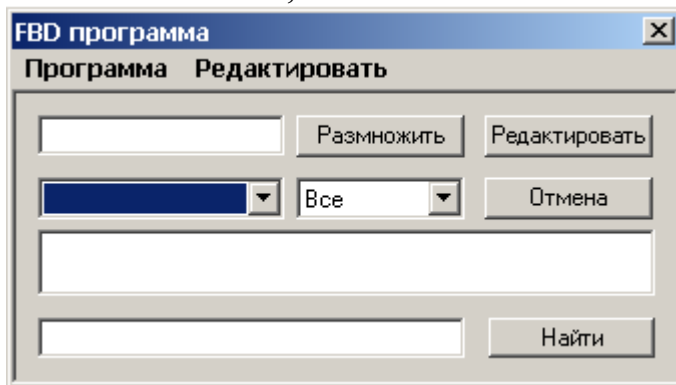 FBD программа
Программа Редактировать
Размножить Редактировать
Все Отмена
Найти